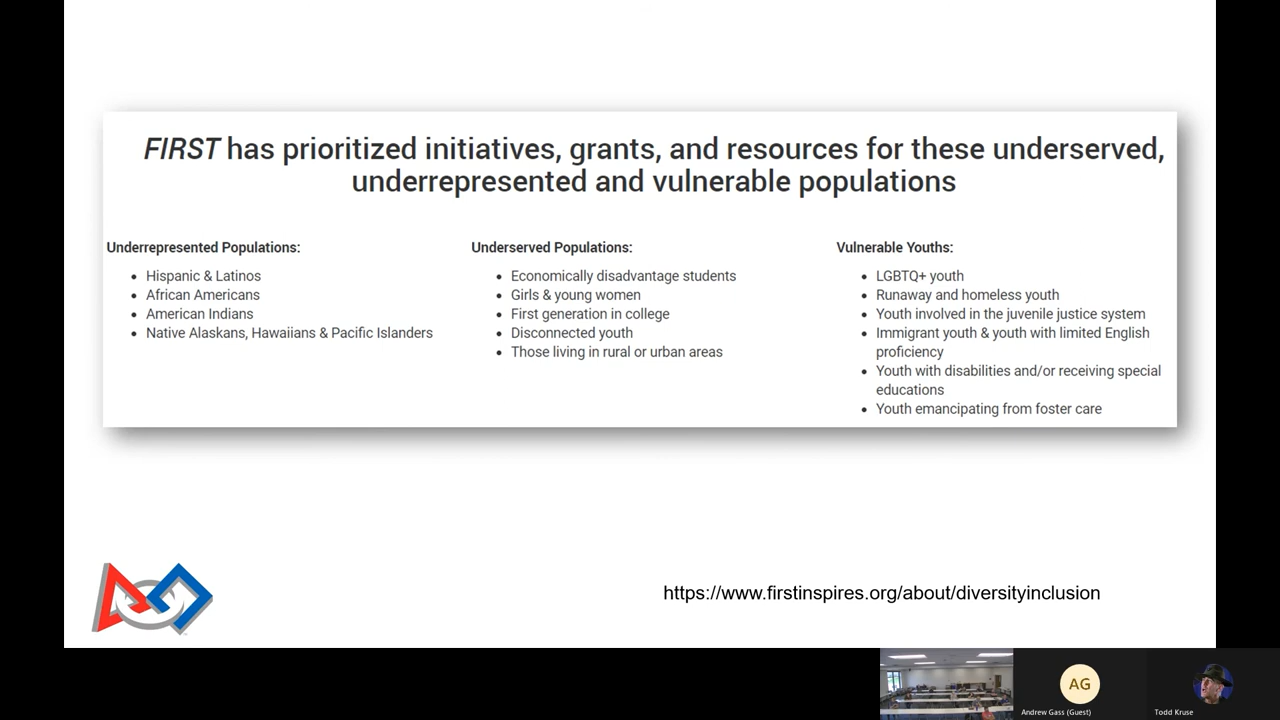 FIRST has prioritized initiatives, grants, and resources for these underserved,
underrepresented and vulnerable populations
Underrepresented Populations:
Hispanic & Latinos
African Americans
American Indians
Native Alaskans, Hawaiians & Pacific Islanders
Underserved Populations:
Economically disadvantage students
Girls & young women
First generation in college
Disconnected youth
Those living in rural or urban areas
Vulnerable Youths:
LGBTQ+ youth
Runaway and homeless youth
Youth involved in the juvenile justice system
Immigrant youth & youth with limited English
proficiency
Youth with disabilities and/or receiving special
educations
Youth emancipating from foster care
https://www.firstinspires.org/about/diversityinclusion
AG
Andrew Gass (Guest)
Todd Kruse